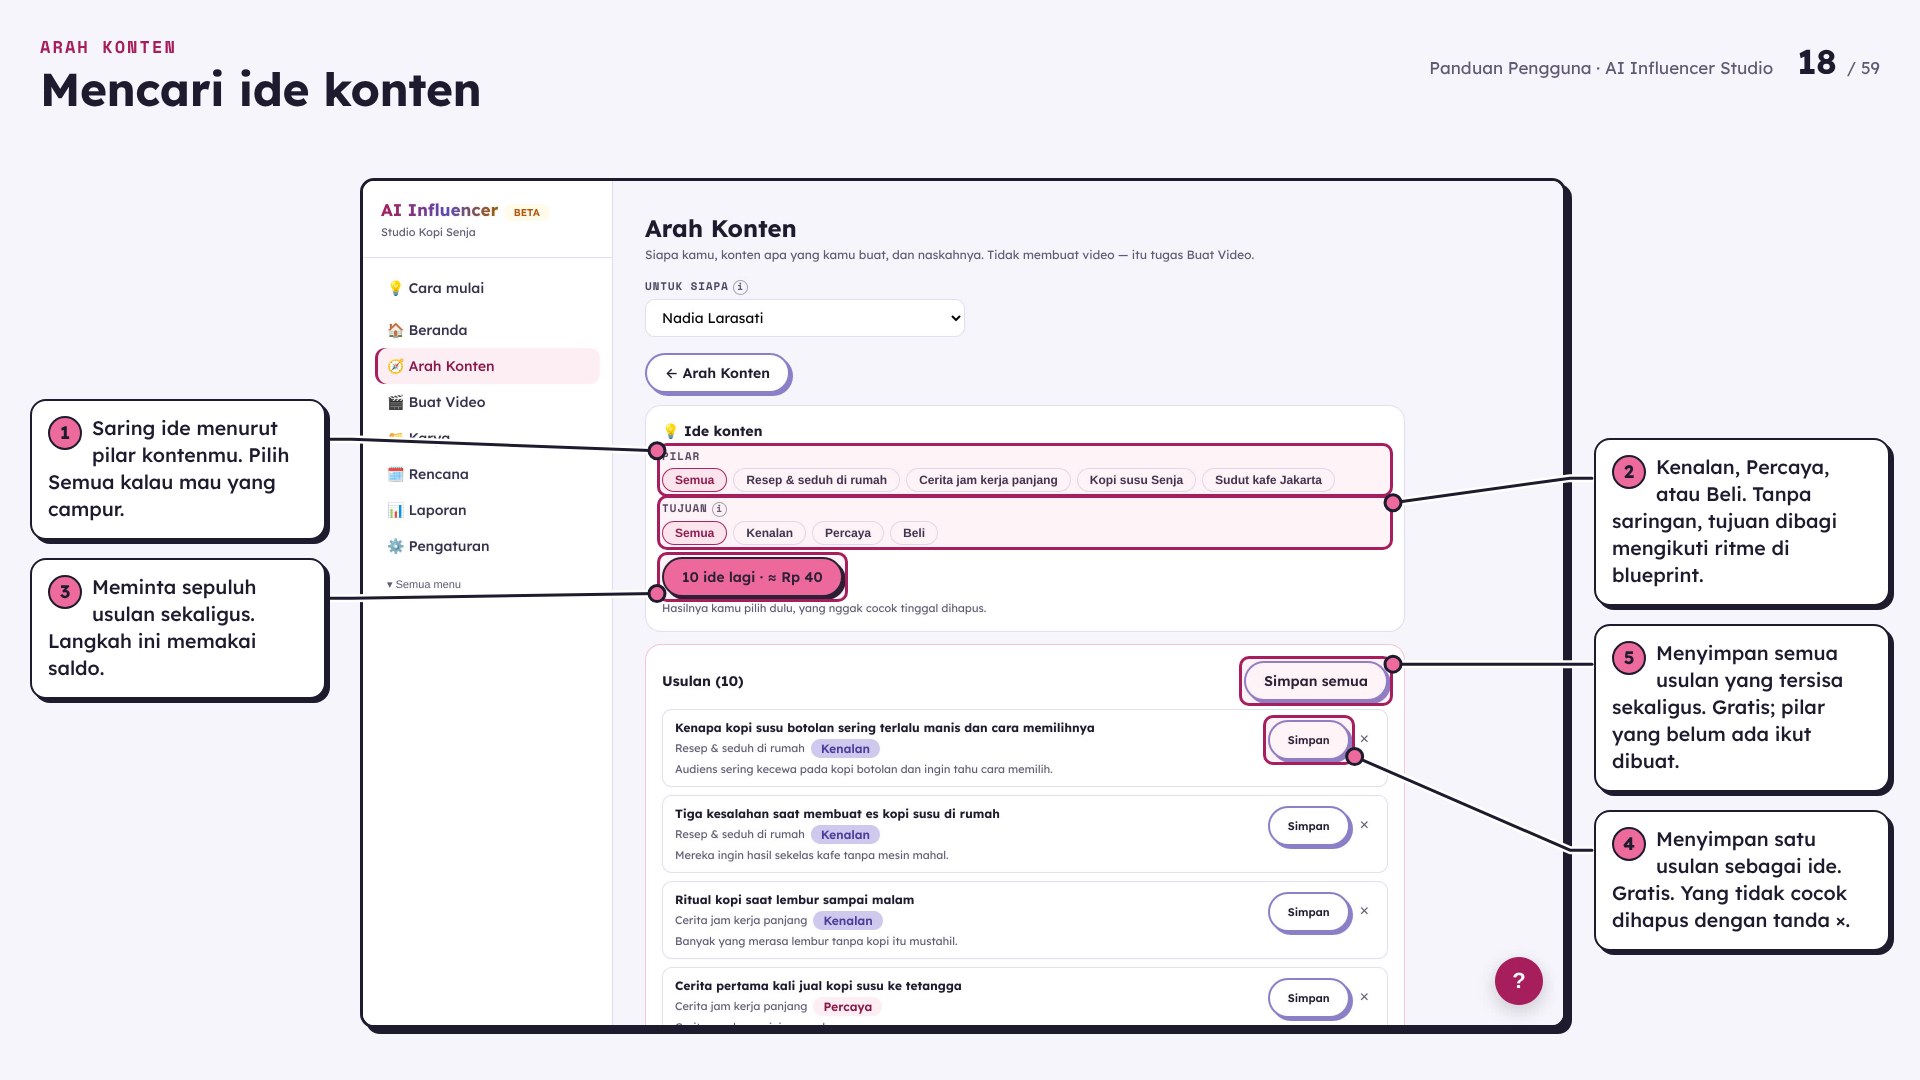 ARAH KONTEN
Mencari ide konten
Panduan Pengguna · AI Influencer Studio 18 / 59
AI Influencer BETA
Studio Kopi Senja
💡 Cara mulai
🏠 Beranda
🧭 Arah Konten
🎬 Buat Video
Karya
🗓️ Rencana
📊 Laporan
⚙️ Pengaturan
▾ Semua menu
Arah Konten
Siapa kamu, konten apa yang kamu buat, dan naskahnya. Tidak membuat video — itu tugas Buat Video.
UNTUK SIAPA i
Nadia Larasati
← Arah Konten
💡 Ide konten
PILAR
Semua Resep & seduh di rumah Cerita jam kerja panjang Kopi susu Senja Sudut kafe Jakarta
TUJUAN i
Semua Kenalan Percaya Beli
10 ide lagi · ≈ Rp 40
Hasilnya kamu pilih dulu, yang nggak cocok tinggal dihapus.
Usulan (10) Simpan semua
Kenapa kopi susu botolan sering terlalu manis dan cara memilihnya
Resep & seduh di rumah Kenalan
Audiens sering kecewa pada kopi botolan dan ingin tahu cara memilih.
Simpan ×
Tiga kesalahan saat membuat es kopi susu di rumah
Resep & seduh di rumah Kenalan
Mereka ingin hasil sekelas kafe tanpa mesin mahal.
Simpan ×
Ritual kopi saat lembur sampai malam
Cerita jam kerja panjang Kenalan
Banyak yang merasa lembur tanpa kopi itu mustahil.
Simpan ×
Cerita pertama kali jual kopi susu ke tetangga
Cerita jam kerja panjang Percaya
Simpan ×
?
1 Saring ide menurut
pilar kontenmu. Pilih
Semua kalau mau yang
campur.
3 Meminta sepuluh
usulan sekaligus.
Langkah ini memakai
saldo.
2 Kenalan, Percaya,
atau Beli. Tanpa
saringan, tujuan dibagi
mengikuti ritme di
blueprint.
5 Menyimpan semua
usulan yang tersisa
sekaligus. Gratis; pilar
yang belum ada ikut
dibuat.
4 Menyimpan satu
usulan sebagai ide.
Gratis. Yang tidak cocok
dihapus dengan tanda ×.